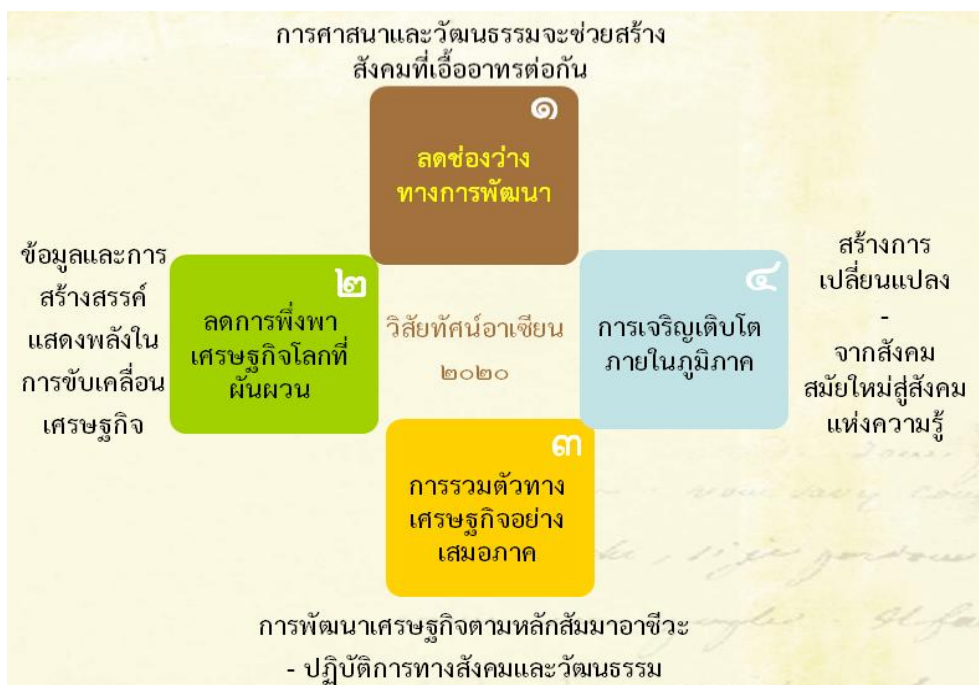 การศาสนาและวัฒนธรรมจะช่วยสร้าง
สังคมที่เอื้ออาทรต่อกัน
๑
ลดช่องว่าง
ทางการพัฒนา
ข้อมูลและการ
สร้างสรรค์
แสดงพลังใน
การขับเคลื่อน
เศรษฐกิจ
๒
ลดการพึ่งพา
เศรษฐกิจโลกที่
ผันผวน
วิสัยทัศน์อาเซียน
๒๐๒๐
๔
การเจริญเติบโต
ภายในภูมิภาค
สร้างการ
เปลี่ยนแปลง
-
จากสังคม
สมัยใหม่สู่สังคม
แห่งความรู้
๓
การรวมตัวทาง
เศรษฐกิจอย่าง
เสมอภาค
การพัฒนาเศรษฐกิจตามหลักสัมมาอาชีวะ
- ปฏิบัติการทางสังคมและวัฒนธรรม